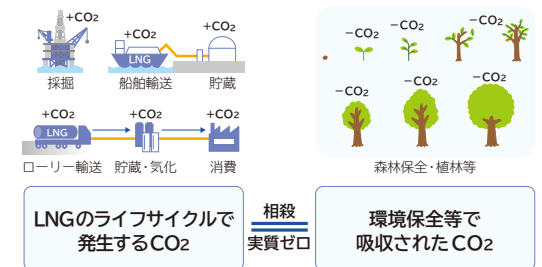 +CO2
+CO2
+CO2
LNG
採掘
船舶輸送
貯蔵
+CO2
+CO2
+CO2
LNG
ローリー輸送
貯蔵・気化
消費
−CO2
−CO2
−CO2
−CO2
−CO2
−CO2
−CO2
森林保全・植林等
LNGのライフサイクルで
発生するCO2
相殺
実質ゼロ
環境保全等で
吸収されたCO2